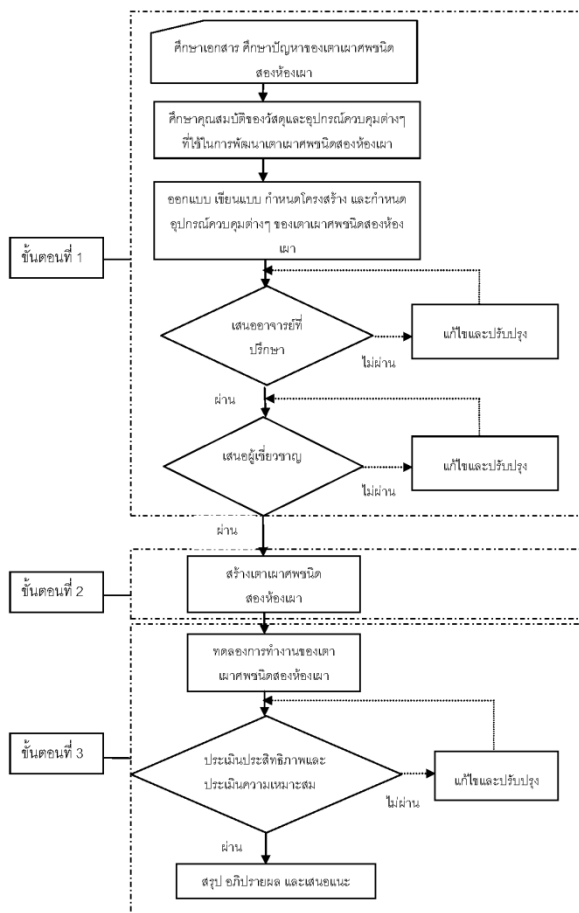 ศึกษาเอกสาร ศึกษาปัญหาของเตาเผาศพชนิด
สองห้องเผา
ศึกษาคุณสมบัติของวัสดุและอุปกรณ์ควบคุมต่างๆ
ที่ใช้ในการพัฒนาเตาเผาศพชนิดสองห้องเผา
ออกแบบ เขียนแบบ กำหนดโครงสร้าง และกำหนด
อุปกรณ์ควบคุมต่างๆ ของเตาเผาศพชนิดสองห้อง
เผา
ขั้นตอนที่ 1
เสนออาจารย์ที่
ปรึกษา
แก้ไขและปรับปรุง
ไม่ผ่าน
ผ่าน
เสนอผู้เชี่ยวชาญ
แก้ไขและปรับปรุง
ไม่ผ่าน
ผ่าน
ขั้นตอนที่ 2
สร้างเตาเผาศพชนิด
สองห้องเผา
ทดลองการทำงานของเตา
เผาศพชนิดสองห้องเผา
ขั้นตอนที่ 3
ประเมินประสิทธิภาพและ
ประเมินความเหมาะสม
แก้ไขและปรับปรุง
ไม่ผ่าน
ผ่าน
สรุป อภิปรายผล และเสนอแนะ